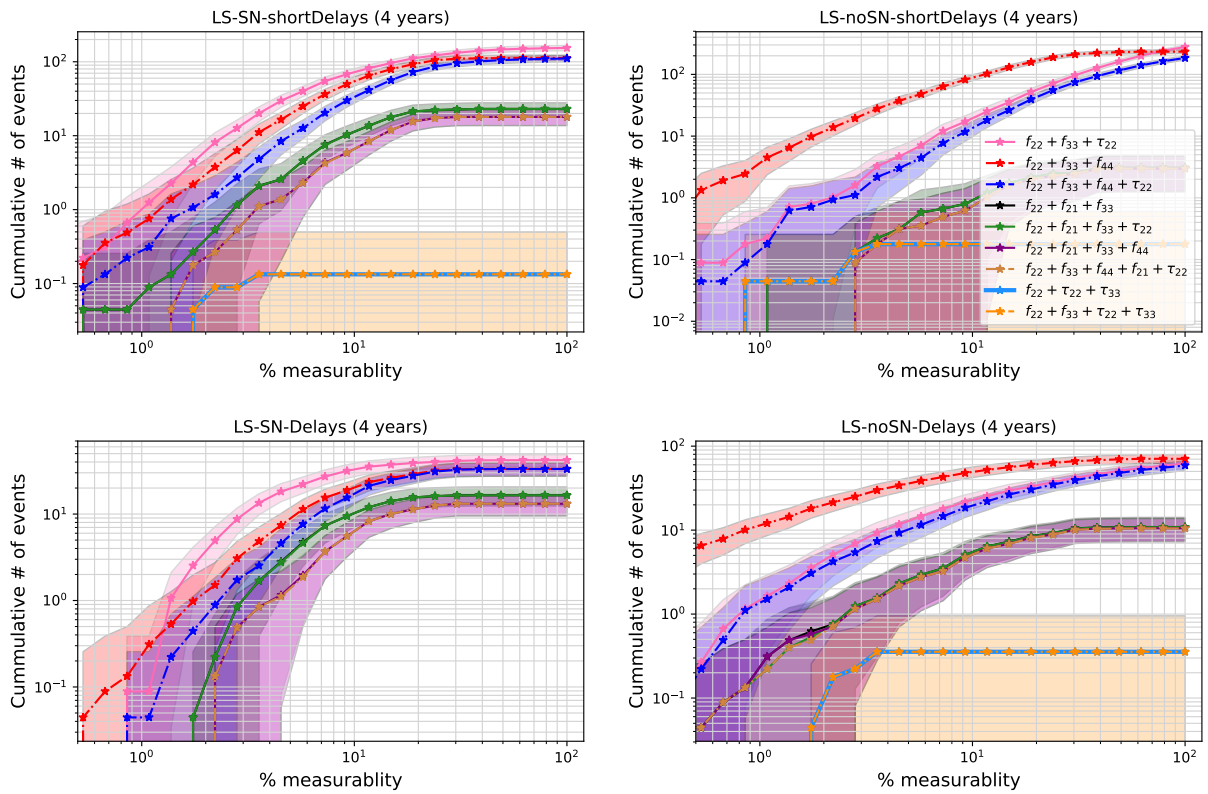 LS-SN-shortDelays (4 years)
Cummulative # of events
10² 10¹ 10⁰ 10⁻¹
10⁰ 10¹ 10²
% measurablity
LS-noSN-shortDelays (4 years)
Cummulative # of events
10² 10¹ 10⁰ 10⁻¹ 10⁻²
f₂₂ + f₃₃ + τ₂₂
f₂₂ + f₃₃ + f₄₄
f₂₂ + f₃₃ + f₄₄ + τ₂₂
f₂₂ + f₂₁ + f₃₃
f₂₂ + f₂₁ + f₃₃ + τ₂₂
f₂₂ + f₂₁ + f₃₃ + f₄₄
f₂₂ + f₃₃ + f₄₄ + f₂₁ + τ₂₂
f₂₂ + τ₂₂ + τ₃₃
f₂₂ + f₃₃ + τ₂₂ + τ₃₃
10⁰ 10¹ 10²
% measurablity
LS-SN-Delays (4 years)
Cummulative # of events
10¹ 10⁰ 10⁻¹
10⁰ 10¹ 10²
% measurablity
LS-noSN-Delays (4 years)
Cummulative # of events
10² 10¹ 10⁰ 10⁻¹
10⁰ 10¹ 10²
% measurablity